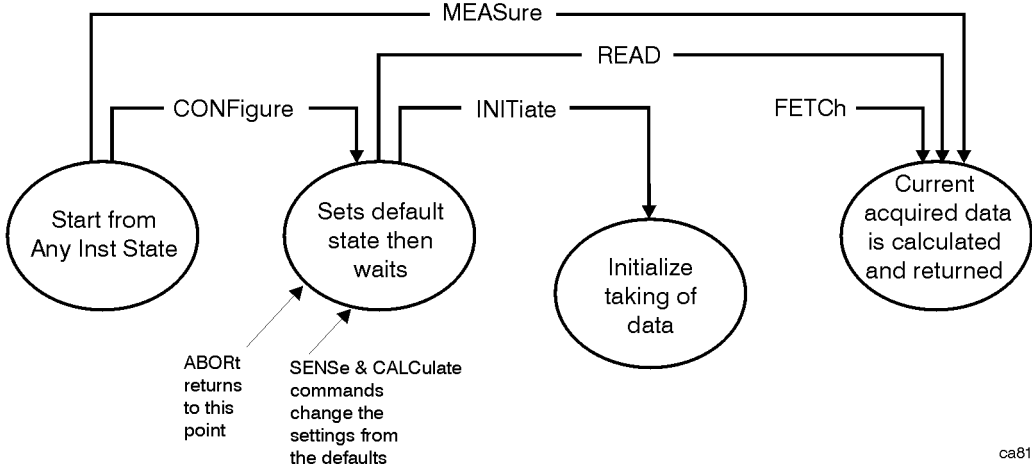 MEASure
READ
CONFigure
INITiate
FETCh
Start from
Any Inst State
Sets default
state then
waits
Initialize
taking of
data
Current
acquired data
is calculated
and returned
ABORt
returns
to this
point
SENSe & CALCulate
commands
change the
settings from
the defaults
ca81